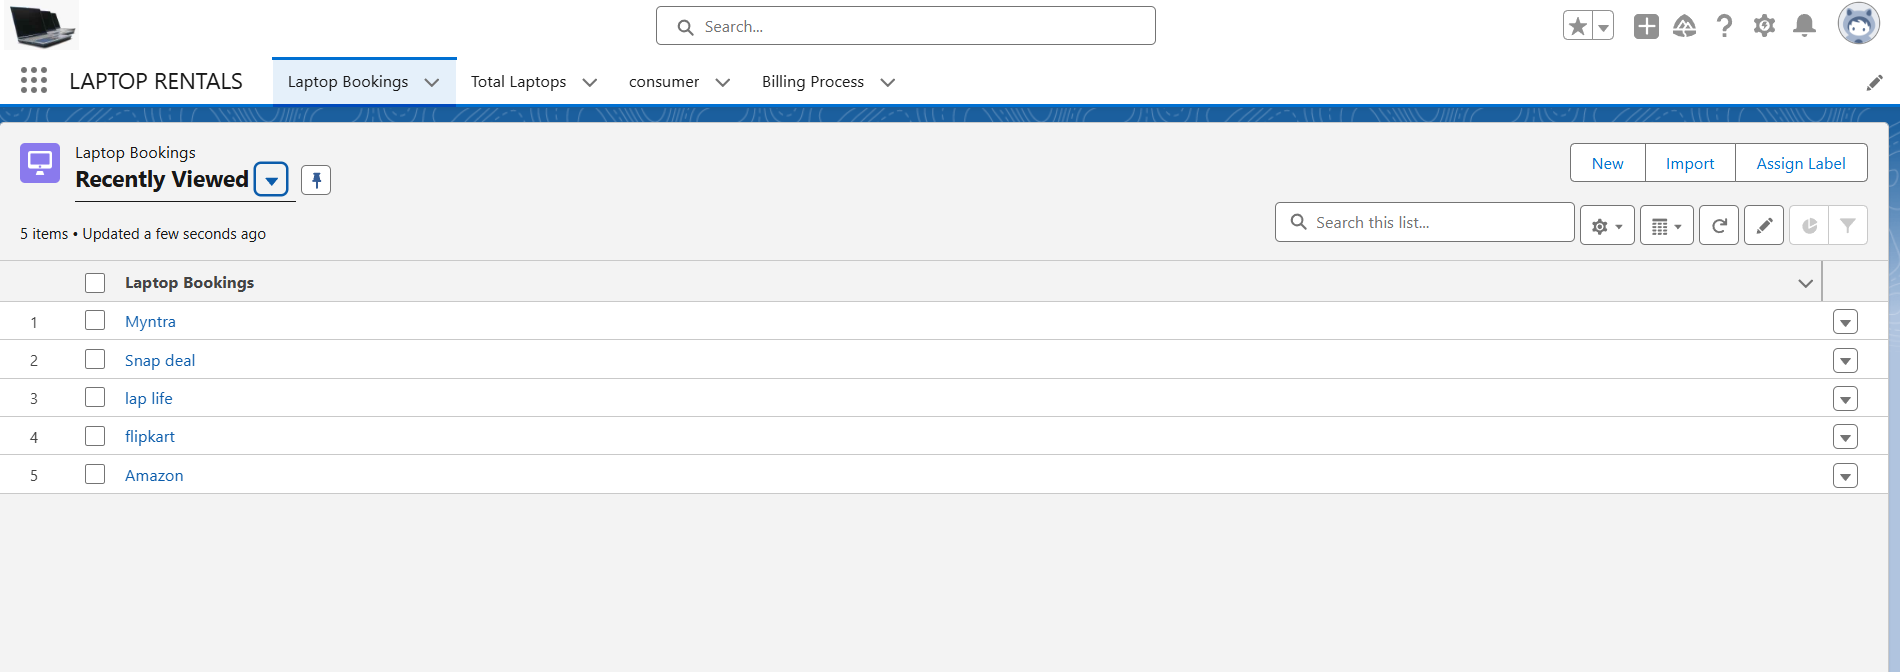 Search...
LAPTOP RENTALS
Laptop Bookings
Total Laptops
consumer
Billing Process
Laptop Bookings
Recently Viewed
New
Import
Assign Label
5 items • Updated a few seconds ago
Search this list...
Laptop Bookings
1 Myntra
2 Snap deal
3 lap life
4 flipkart
5 Amazon